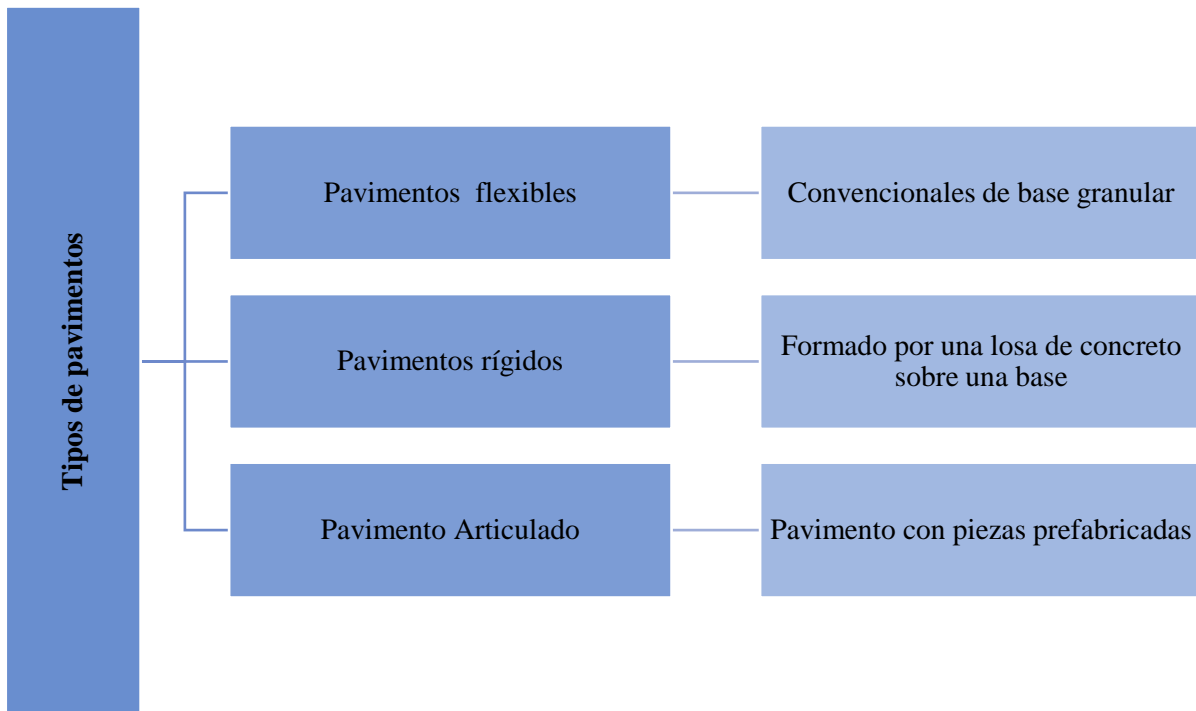 Tipos de pavimentos
Pavimentos flexibles
Convencionales de base granular
Pavimentos rígidos
Formado por una losa de concreto
sobre una base
Pavimento Articulado
Pavimento con piezas prefabricadas